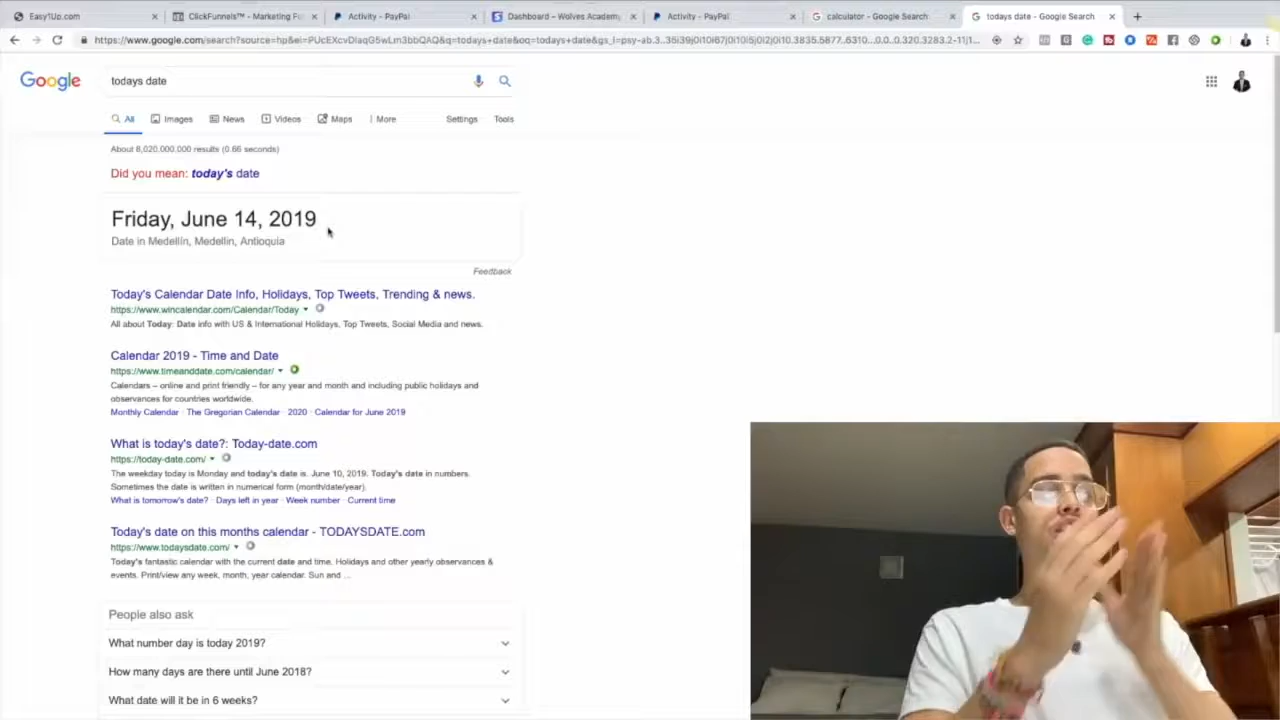 Easy1Up.com
ClickFunnels™ - Marketing Fu
Activity - PayPal
Dashboard – Wolves Academy
Activity - PayPal
calculator - Google Search
todays date - Google Search
Google
todays date
All
Images
News
Videos
Maps
More
Settings
Tools
About 8,020,000,000 results (0.66 seconds)
Did you mean: today's date
Friday, June 14, 2019
Date in Medellín, Medellin, Antioquia
Feedback
Today's Calendar Date Info, Holidays, Top Tweets, Trending & news.
https://www.wincalendar.com/Calendar/Today
All about Today: Date info with US & International Holidays, Top Tweets, Social Media and news.
Calendar 2019 - Time and Date
https://www.timeanddate.com/calendar/
Calendars – online and print friendly – for any year and month and including public holidays and
observances for countries worldwide.
Monthly Calendar · The Gregorian Calendar · 2020 · Calendar for June 2019
What is today's date?: Today-date.com
https://today-date.com/
The weekday today is Monday and today's date is. June 10, 2019. Today's date in numbers.
Sometimes the date is written in numerical form (month/date/year).
What is tomorrow's date? · Days left in year · Week number · Current time
Today's date on this months calendar - TODAYSDATE.com
https://www.todaysdate.com/
Today's fantastic calendar with the current date and time. Holidays and other yearly observances &
events. Print/view any week, month, year calendar. Sun and ...
People also ask
What number day is today 2019?
How many days are there until June 2018?
What date will it be in 6 weeks?